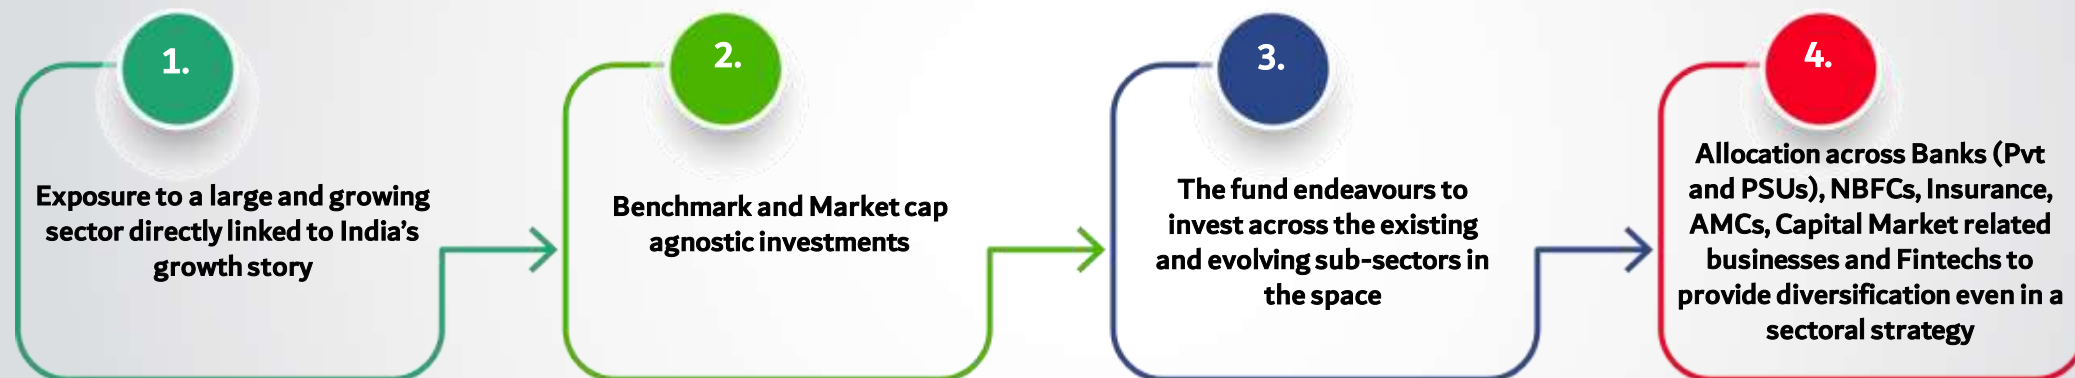 1.
Exposure to a large and growing
sector directly linked to India’s
growth story
2.
Benchmark and Market cap
agnostic investments
3.
The fund endeavours to
invest across the existing
and evolving sub-sectors in
the space
4.
Allocation across Banks (Pvt
and PSUs), NBFCs, Insurance,
AMCs, Capital Market related
businesses and Fintechs to
provide diversification even in a
sectoral strategy